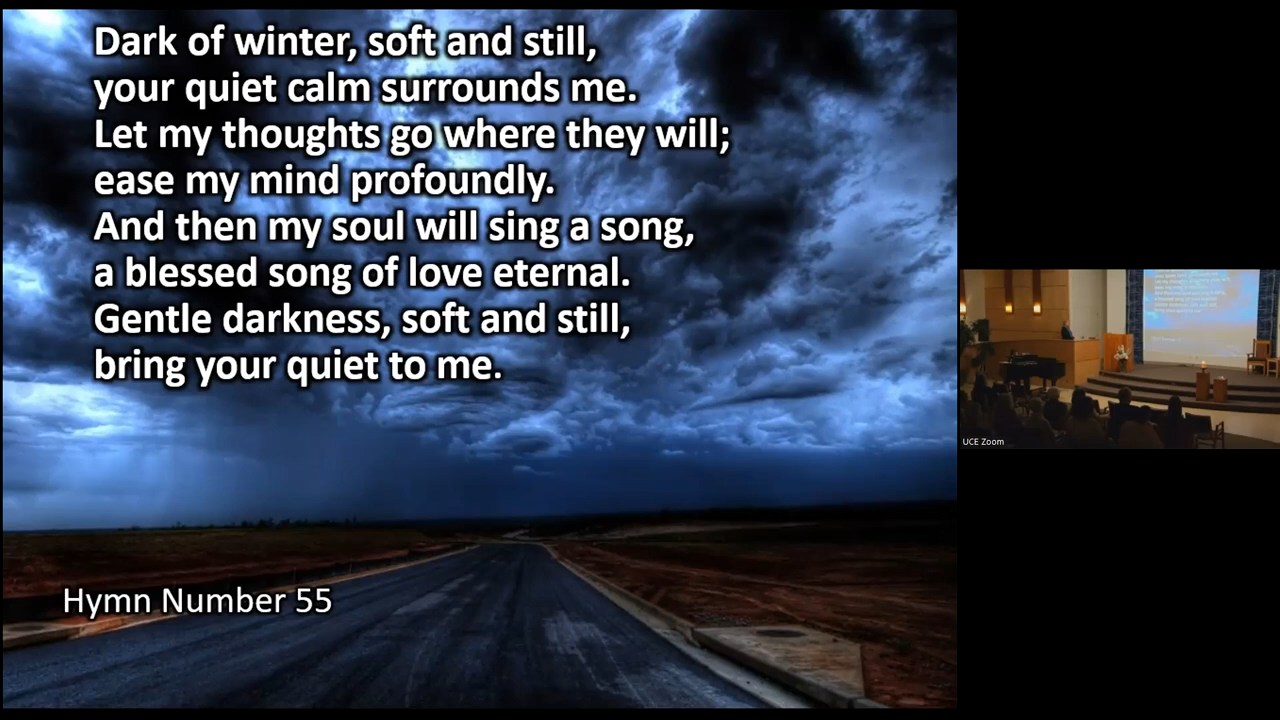 Dark of winter, soft and still,
your quiet calm surrounds me.
Let my thoughts go where they will;
ease my mind profoundly.
And then my soul will sing a song,
a blessed song of love eternal.
Gentle darkness, soft and still,
bring your quiet to me.
Hymn Number 55
UCE Zoom